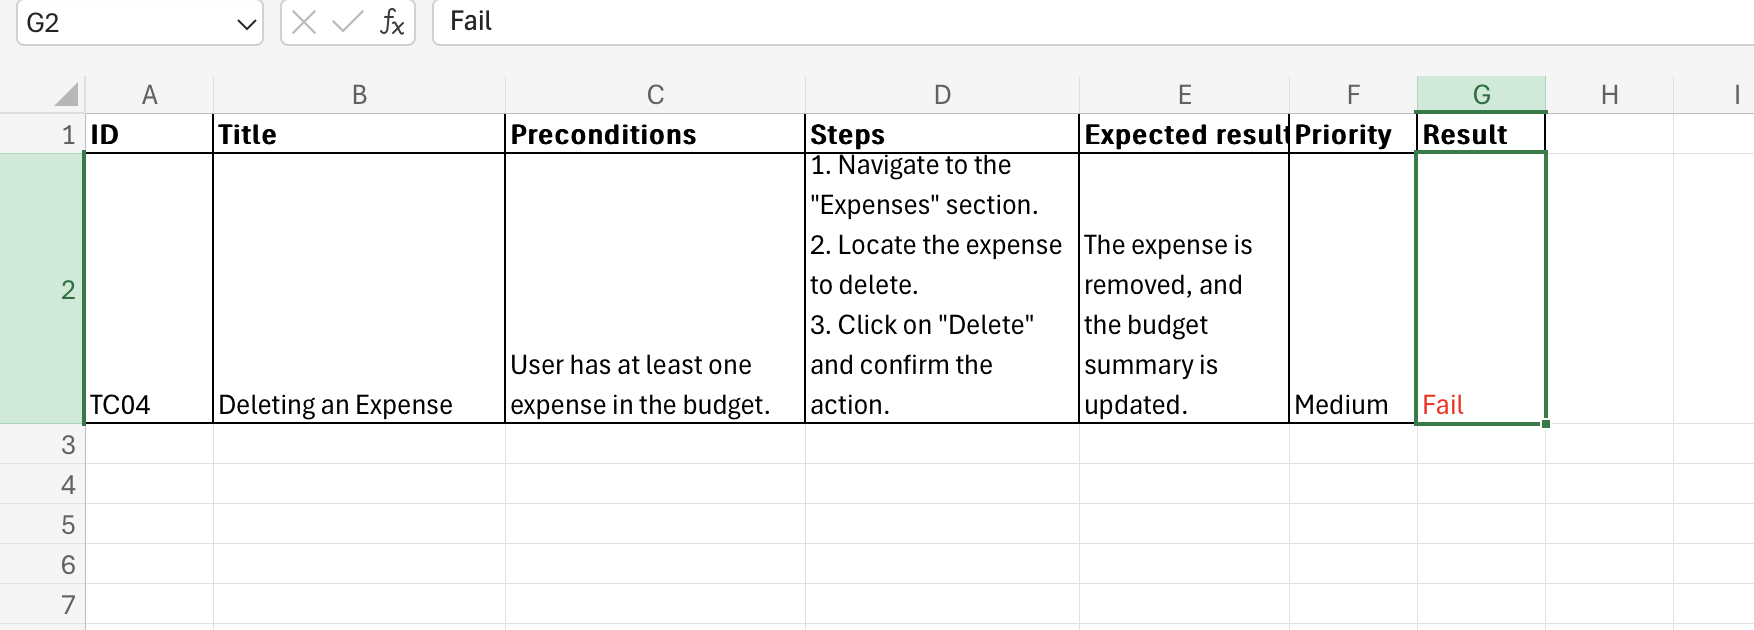 G2
fx
Fail
A B C D E F G H I
1 ID Title Preconditions Steps Expected result Priority Result
1. Navigate to the
"Expenses" section.
2. Locate the expense
to delete.
3. Click on "Delete"
and confirm the
action.
The expense is
removed, and
the budget
summary is
updated.
User has at least one
expense in the budget.
2
TC04
Deleting an Expense
Medium
Fail
3
4
5
6
7